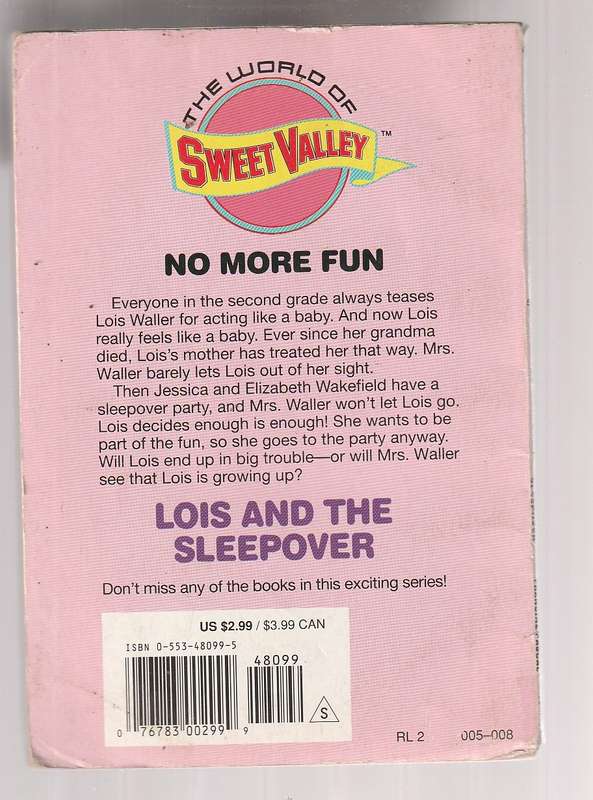 THE WORLD OF
SWEET VALLEY ™
NO MORE FUN
Everyone in the second grade always teases
Lois Waller for acting like a baby. And now Lois
really feels like a baby. Ever since her grandma
died, Lois's mother has treated her that way. Mrs.
Waller barely lets Lois out of her sight.
Then Jessica and Elizabeth Wakefield have a
sleepover party, and Mrs. Waller won't let Lois go.
Lois decides enough is enough! She wants to be
part of the fun, so she goes to the party anyway.
Will Lois end up in big trouble—or will Mrs. Waller
see that Lois is growing up?
LOIS AND THE
SLEEPOVER
Don't miss any of the books in this exciting series!
US $2.99 / $3.99 CAN
ISBN 0-553-48099-5
48099
S
0 76783 00299 9
RL 2 005–008